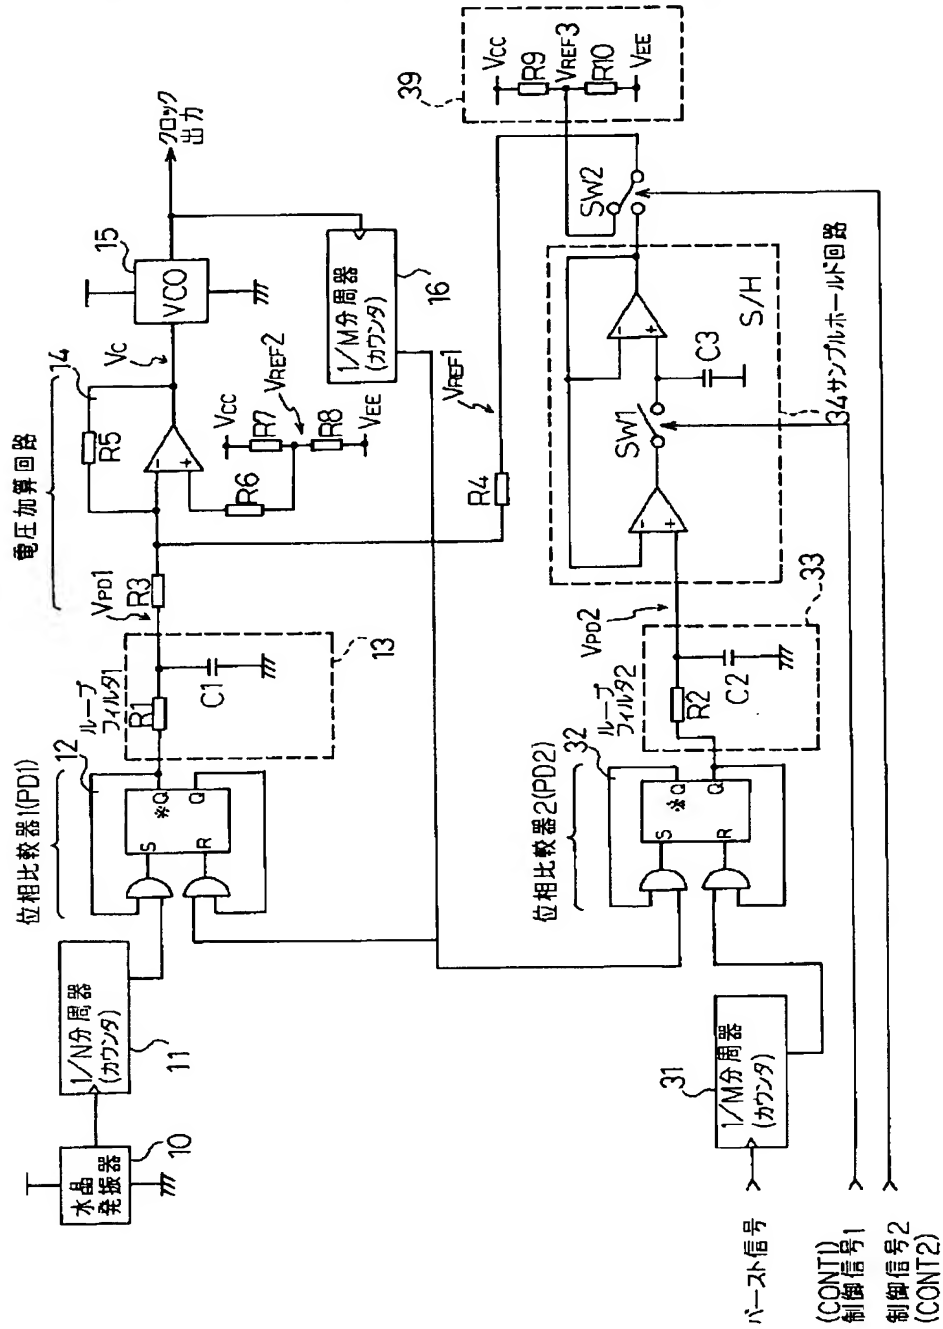 水晶
発振器
10
1/N分周器
(カウンタ)
11
位相比較器1(PD1)
12
S
R
※Q
Q
ループ
フィルタ1
R1
C1
13
VPD1
R3
電圧加算回路
14
R5
-
+
R6
VCC
R7
VREF2
R8
VEE
VC
15
VCO
クロック
出力
1/M分周器
(カウンタ)
16
VREF1
R4
39
VCC
R9
VREF3
R10
VEE
SW2
バースト信号
31
1/M分周器
(カウンタ)
位相比較器2(PD2)
32
S
R
※Q
Q
ループ
フィルタ2
R2
C2
33
VPD2
-
+
SW1
C3
-
+
S/H
34サンプルホールド回路
(CONT1)
制御信号1
制御信号2
(CONT2)